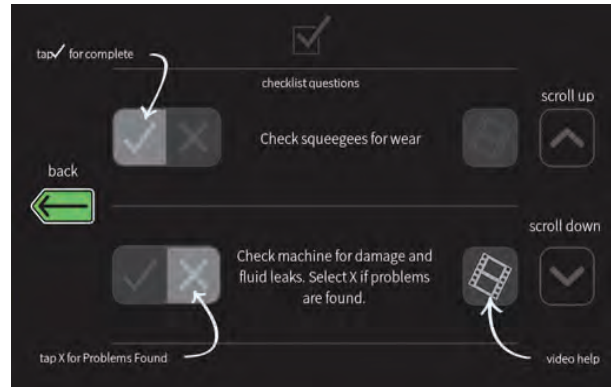 tap✓ for complete
checklist questions
scroll up
Check squeegees for wear
back
scroll down
Check machine for damage and
fluid leaks. Select X if problems
are found.
tap X for Problems Found
video help